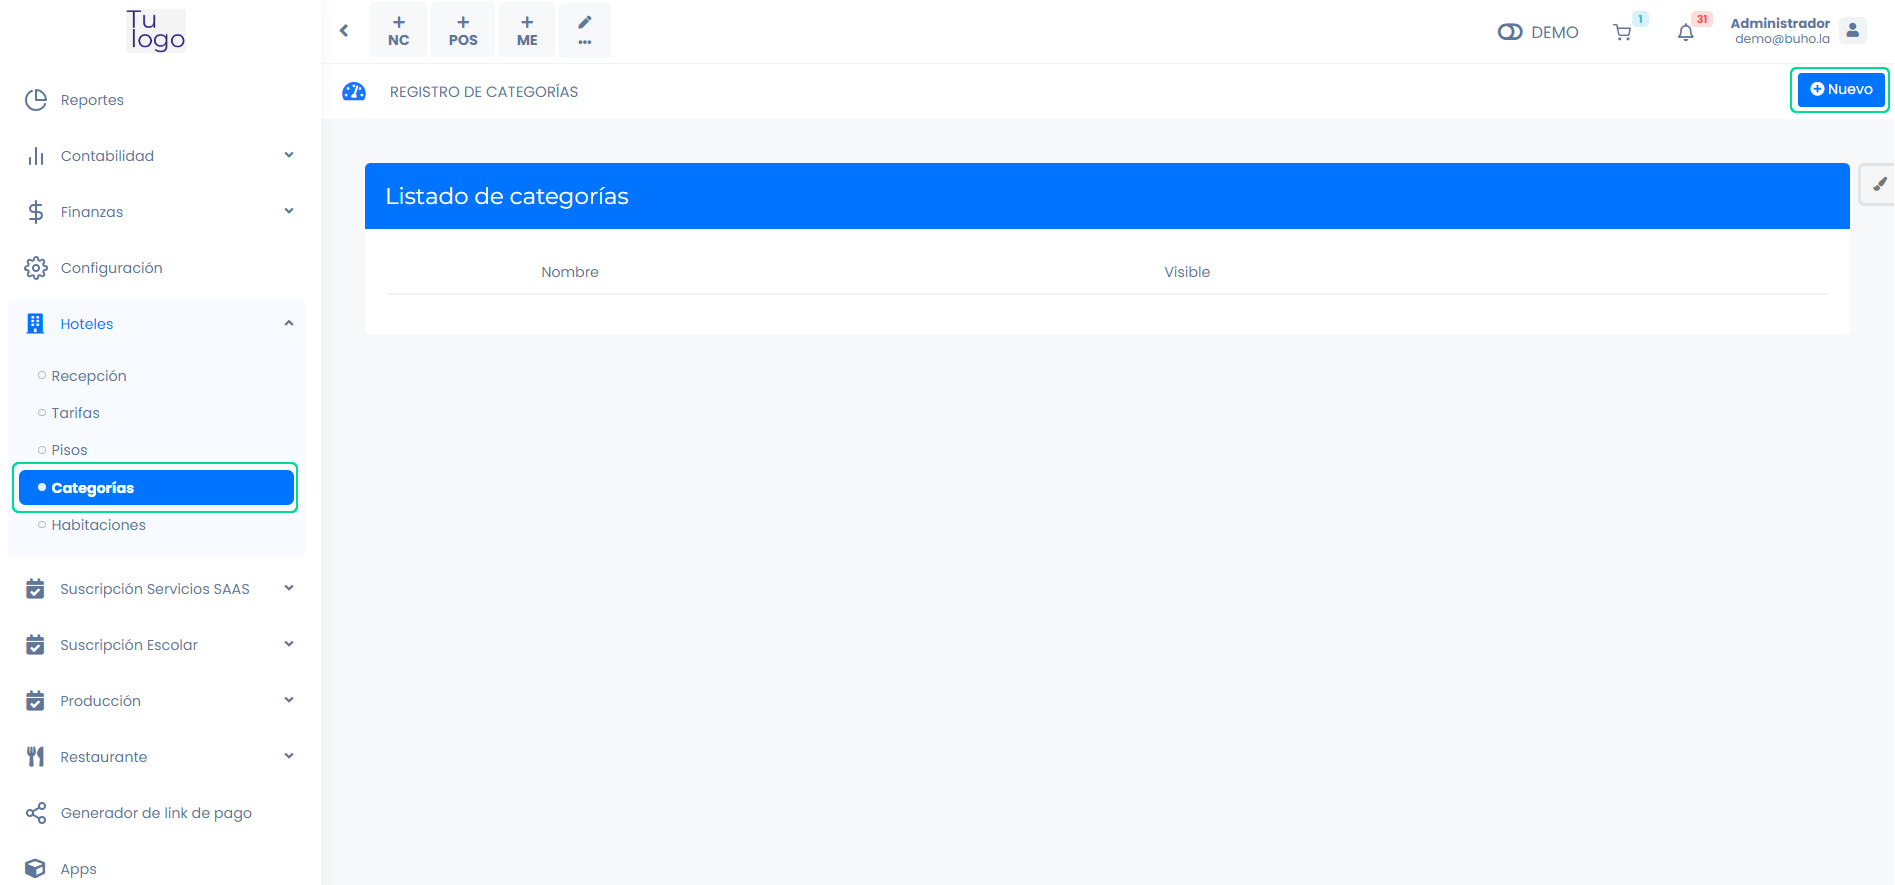 Tu
logo
NC
POS
ME
DEMO
1
31
Administrador
demo@buho.la
REGISTRO DE CATEGORÍAS
Nuevo
Reportes
Contabilidad
Finanzas
Configuración
Hoteles
Recepción
Tarifas
Pisos
Categorías
Habitaciones
Suscripción Servicios SAAS
Suscripción Escolar
Producción
Restaurante
Generador de link de pago
Apps
Listado de categorías
Nombre
Visible